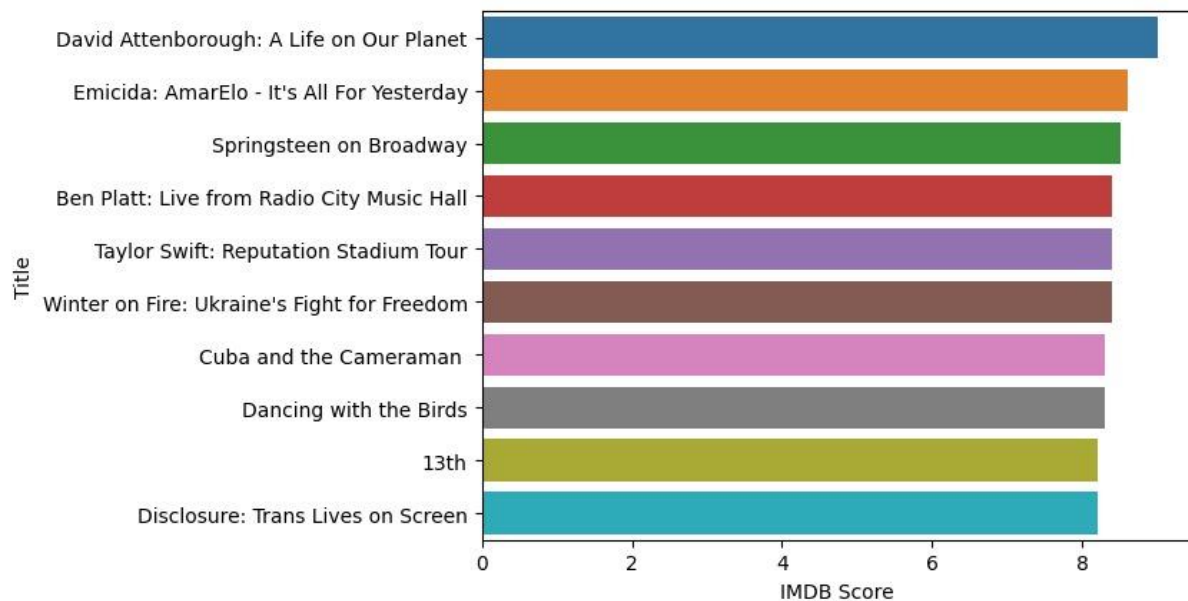 David Attenborough: A Life on Our Planet
Emicida: AmarElo - It's All For Yesterday
Springsteen on Broadway
Ben Platt: Live from Radio City Music Hall
Taylor Swift: Reputation Stadium Tour
Winter on Fire: Ukraine's Fight for Freedom
Cuba and the Cameraman
Dancing with the Birds
13th
Disclosure: Trans Lives on Screen
Title
0 2 4 6 8
IMDB Score